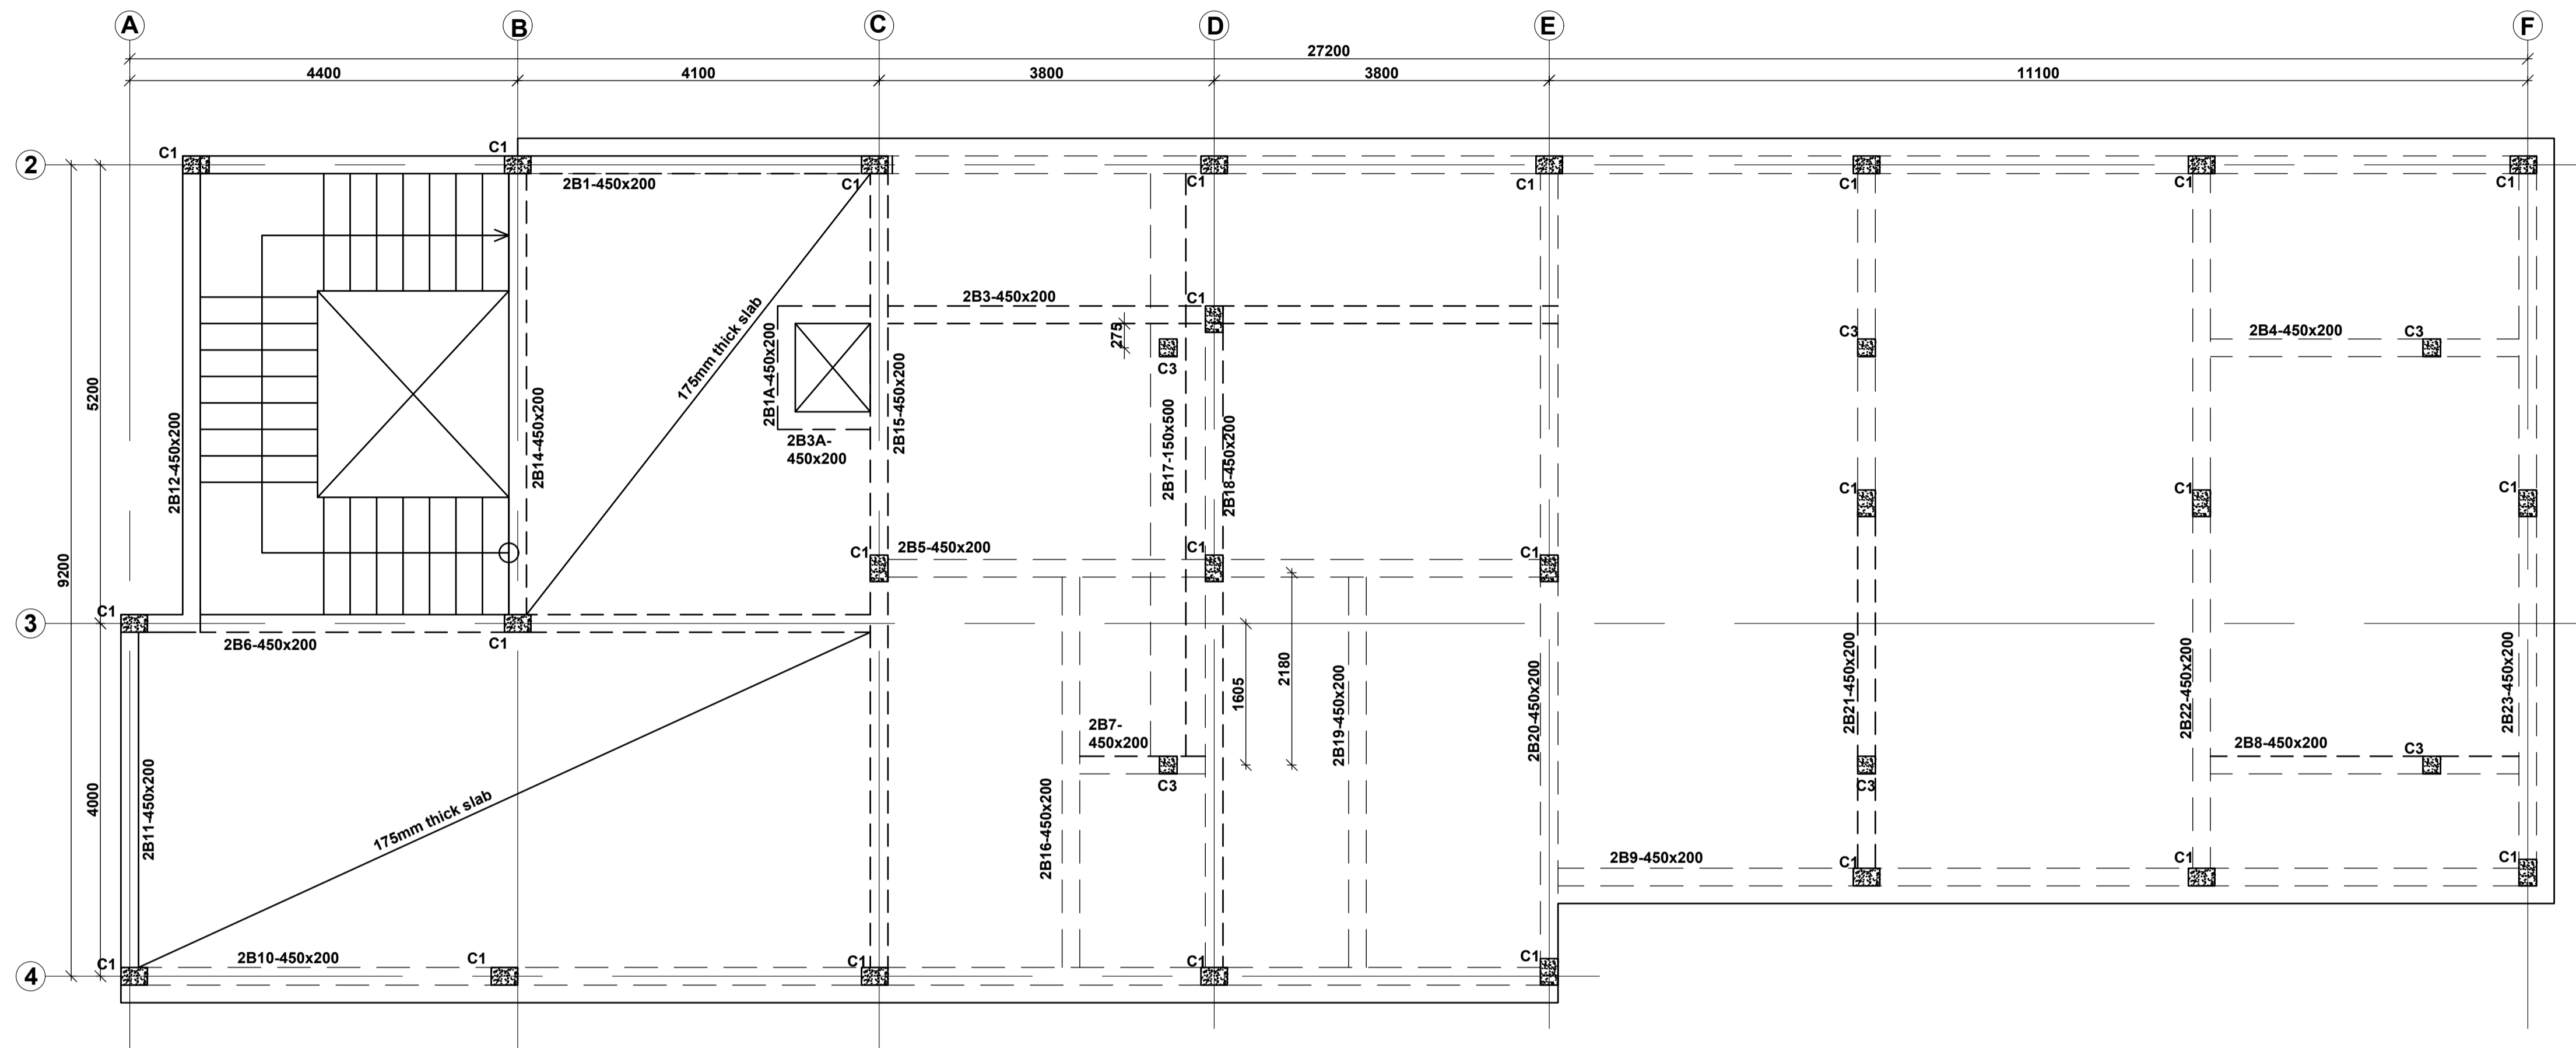 A
B
C
D
E
F
27200
4400
4100
3800
3800
11100
2
C1
C1
2B1-450x200
C1
C1
C1
C1
C1
C1
5200
9200
2B12-450x200
2B14-450x200
175mm thick slab
2B1A-450x200
2B3A-
450x200
2B15-450x200
2B3-450x200
275
C3
C1
2B17-150x500
2B18-450x200
C3
2B4-450x200
C3
C1
C1
C1
C1
2B5-450x200
C1
C1
3
C1
2B6-450x200
C1
4000
2B11-450x200
175mm thick slab
2B16-450x200
2B7-
450x200
C3
1605
2180
2B19-450x200
2B20-450x200
2B21-450x200
C3
2B22-450x200
2B8-450x200
C3
2B23-450x200
2B9-450x200
C1
C1
C1
4
C1
2B10-450x200
C1
C1
C1
C1